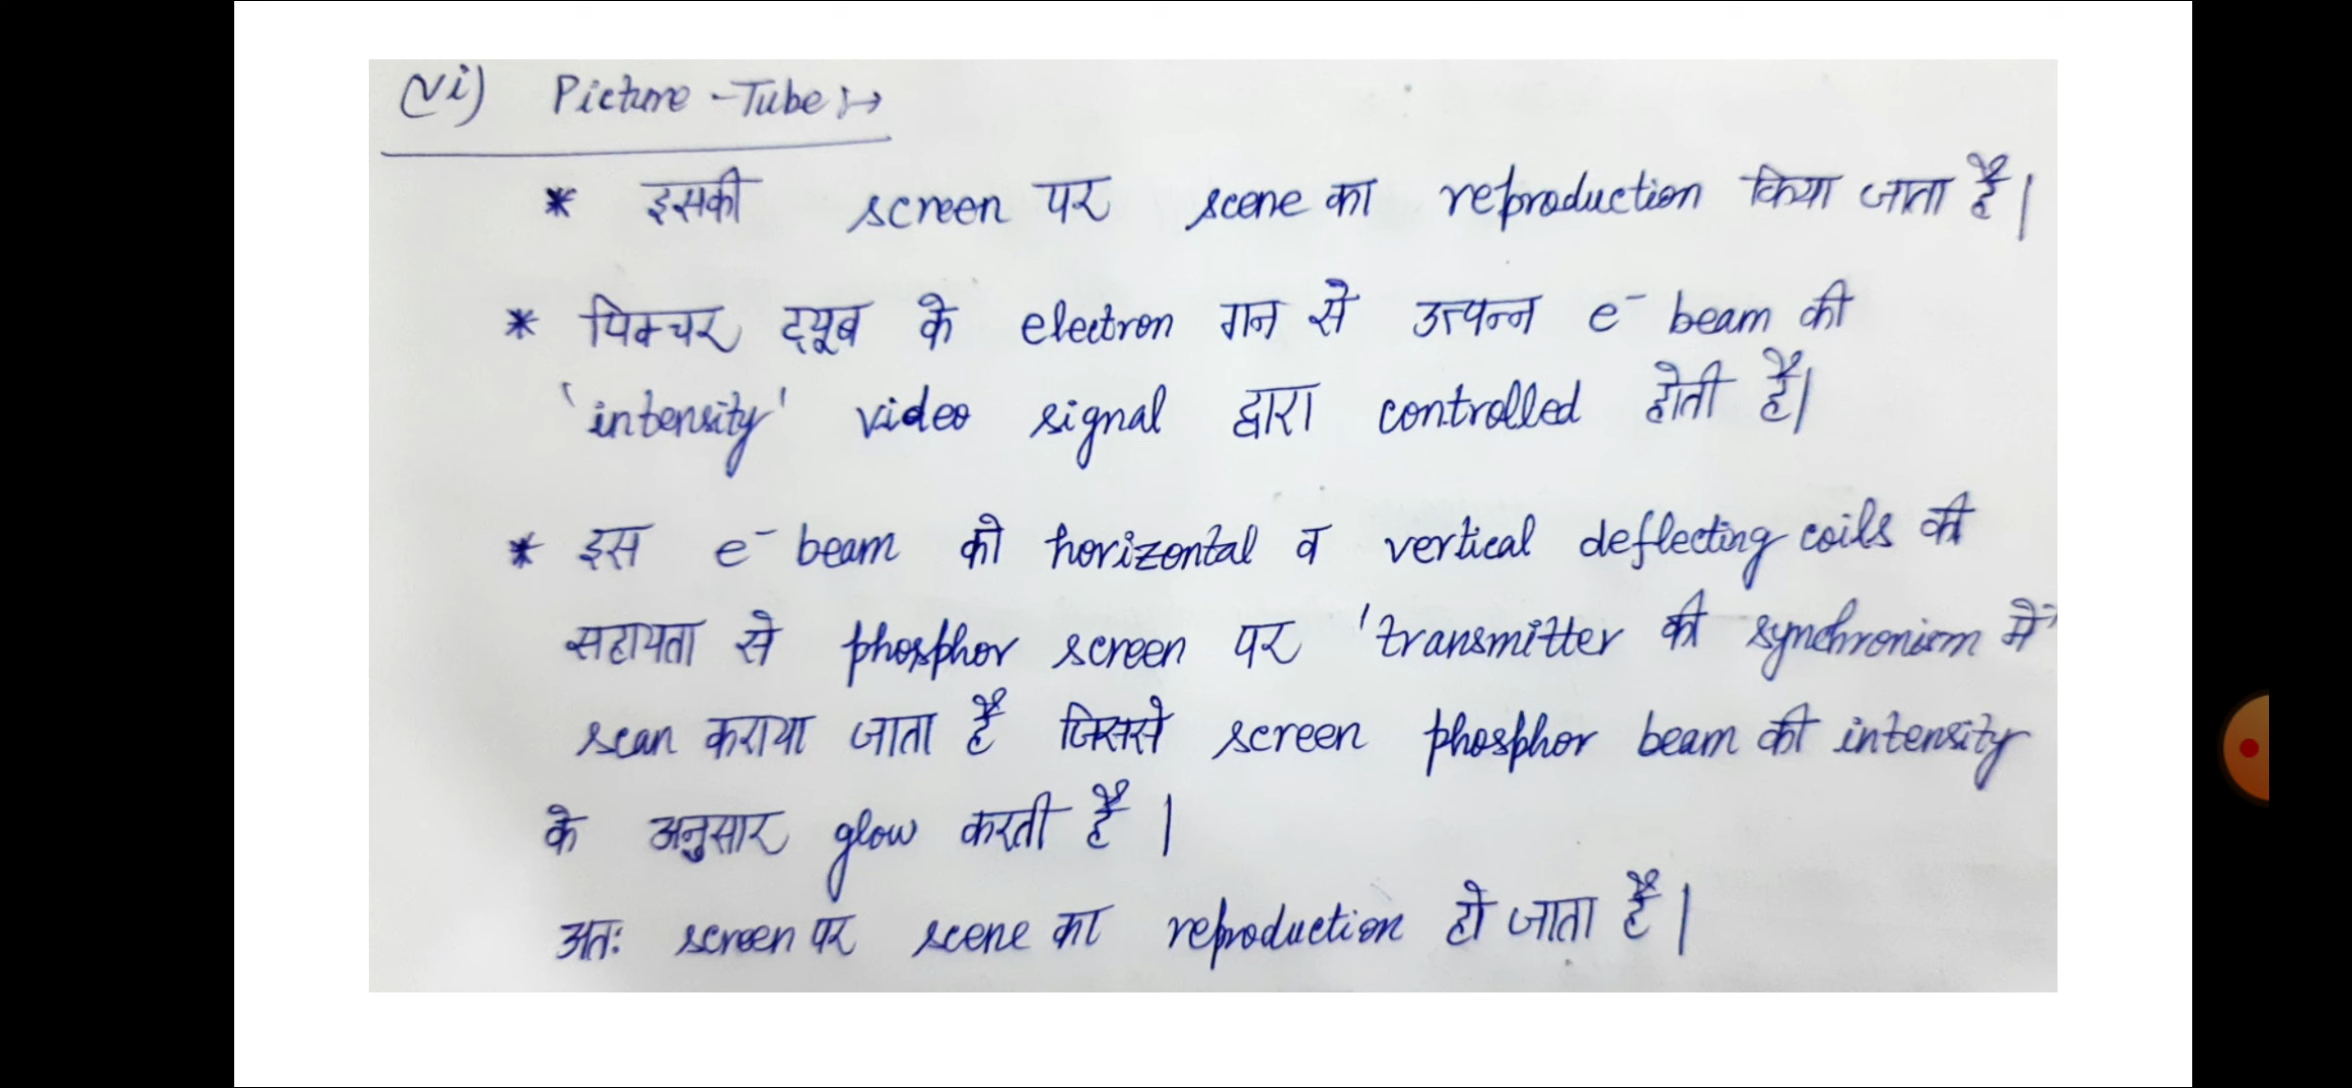 (vi) Picture-Tube :→
* इसकी screen पर scene का reproduction किया जाता है।
* पिक्चर ट्यूब के electron गन से उत्पन्न e⁻ beam की
'intensity' video signal द्वारा controlled होती है।
* इस e⁻ beam को horizontal व vertical deflecting coils की
सहायता से phosphor screen पर 'transmitter की synchronism में'
scan कराया जाता है जिससे screen phosphor beam की intensity
के अनुसार glow करती है।
अतः screen पर scene का reproduction हो जाता है।